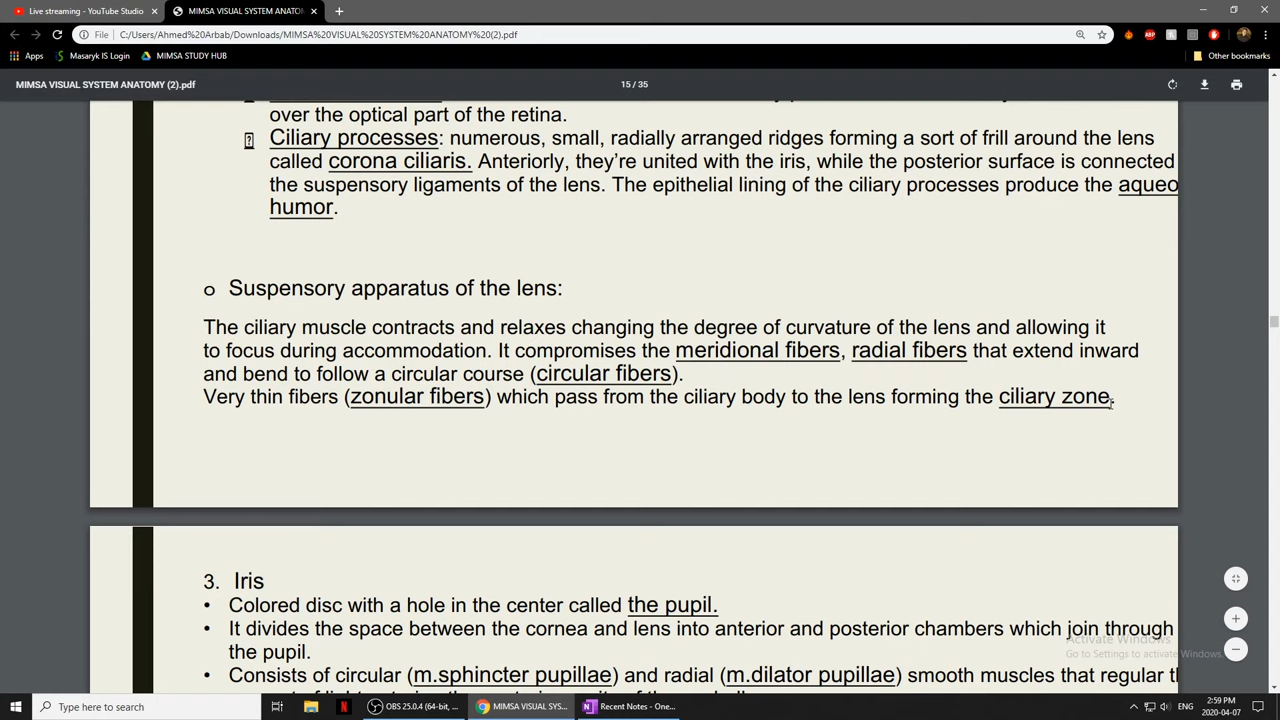 Live streaming - YouTube Studio
MIMSA VISUAL SYSTEM ANATOM
File
C:/Users/Ahmed%20Arbab/Downloads/MIMSA%20VISUAL%20SYSTEM%20ANATOMY%20(2).pdf
Apps
Masaryk IS Login
MIMSA STUDY HUB
Other bookmarks
MIMSA VISUAL SYSTEM ANATOMY (2).pdf
15 / 35
over the optical part of the retina.
Ciliary processes: numerous, small, radially arranged ridges forming a sort of frill around the lens
called corona ciliaris. Anteriorly, they're united with the iris, while the posterior surface is connected
the suspensory ligaments of the lens. The epithelial lining of the ciliary processes produce the aqueo
humor.
o Suspensory apparatus of the lens:
The ciliary muscle contracts and relaxes changing the degree of curvature of the lens and allowing it
to focus during accommodation. It compromises the meridional fibers, radial fibers that extend inward
and bend to follow a circular course (circular fibers).
Very thin fibers (zonular fibers) which pass from the ciliary body to the lens forming the ciliary zone.
3. Iris
• Colored disc with a hole in the center called the pupil.
• It divides the space between the cornea and lens into anterior and posterior chambers which join through
the pupil.
• Consists of circular (m.sphincter pupillae) and radial (m.dilator pupillae) smooth muscles that regular t
Activate Windows
Go to Settings to activate Windows.
Type here to search
OBS 25.0.4 (64-bit, ...
MIMSA VISUAL SYS...
Recent Notes - One...
ENG
2:59 PM
2020-04-07